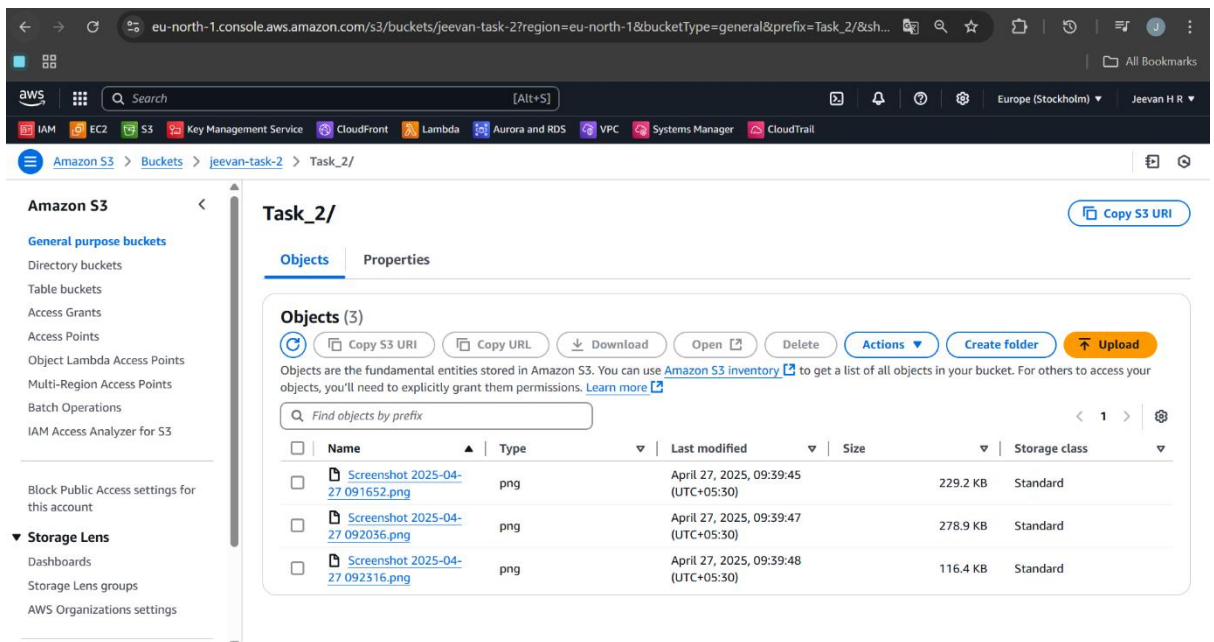 eu-north-1.console.aws.amazon.com/s3/buckets/jeevan-task-2?region=eu-north-1&bucketType=general&prefix=Task_2/&sh...
J
All Bookmarks
aws
Search
[Alt+S]
Europe (Stockholm)
Jeevan H R
IAM
EC2
S3
Key Management Service
CloudFront
Lambda
Aurora and RDS
VPC
Systems Manager
CloudTrail
Amazon S3 > Buckets > jeevan-task-2 > Task_2/
Amazon S3
General purpose buckets
Directory buckets
Table buckets
Access Grants
Access Points
Object Lambda Access Points
Multi-Region Access Points
Batch Operations
IAM Access Analyzer for S3
Block Public Access settings for
this account
Storage Lens
Dashboards
Storage Lens groups
AWS Organizations settings
Task_2/
Copy S3 URI
Objects
Properties
Objects (3)
Copy S3 URI
Copy URL
Download
Open
Delete
Actions
Create folder
Upload
Objects are the fundamental entities stored in Amazon S3. You can use Amazon S3 inventory to get a list of all objects in your bucket. For others to access your
objects, you'll need to explicitly grant them permissions. Learn more
Find objects by prefix
1
Name
Type
Last modified
Size
Storage class
Screenshot 2025-04-
27 091652.png
png
April 27, 2025, 09:39:45
(UTC+05:30)
229.2 KB
Standard
Screenshot 2025-04-
27 092036.png
png
April 27, 2025, 09:39:47
(UTC+05:30)
278.9 KB
Standard
Screenshot 2025-04-
27 092316.png
png
April 27, 2025, 09:39:48
(UTC+05:30)
116.4 KB
Standard